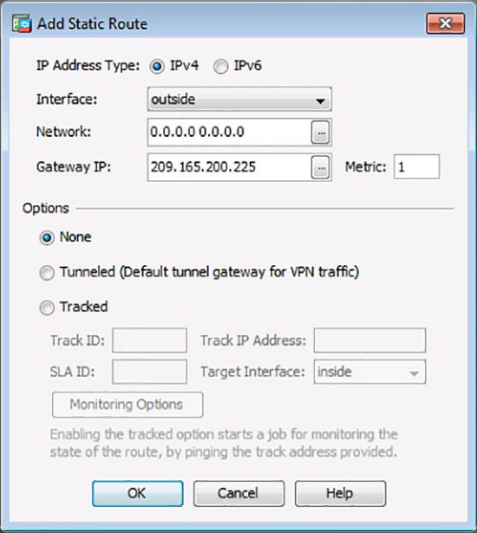 Add Static Route
IP Address Type: IPv4 IPv6
Interface: outside
Network: 0.0.0.0 0.0.0.0 ...
Gateway IP: 209.165.200.225 ... Metric: 1
Options
None
Tunneled (Default tunnel gateway for VPN traffic)
Tracked
Track ID: Track IP Address:
SLA ID: Target Interface: inside
Monitoring Options
Enabling the tracked option starts a job for monitoring the
state of the route, by pinging the track address provided.
OK Cancel Help